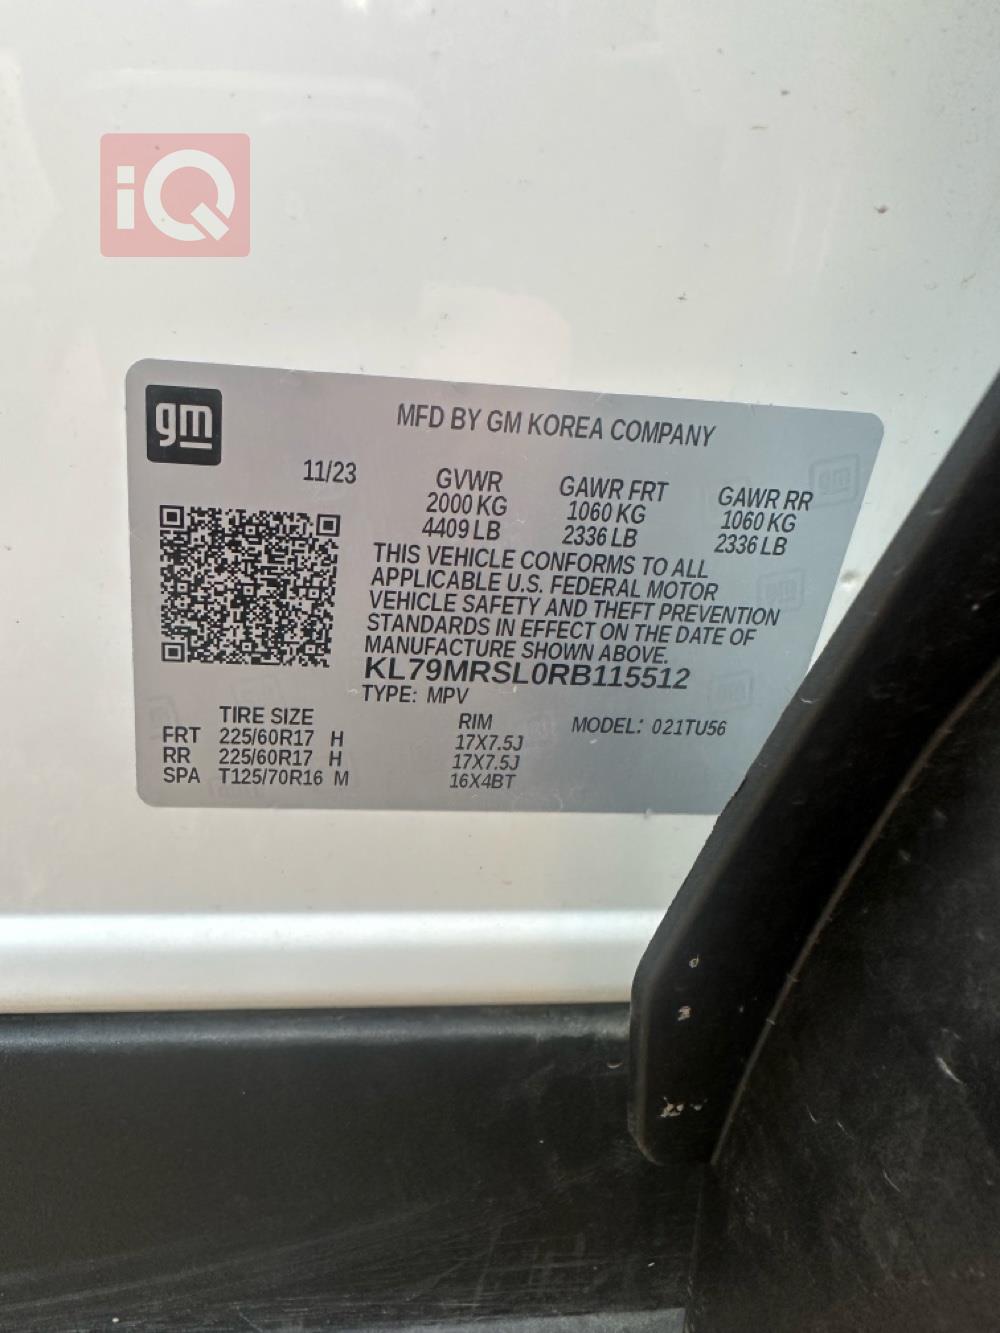 iQ
gm
MFD BY GM KOREA COMPANY
11/23
GVWR GAWR FRT GAWR RR
2000 KG 1060 KG 1060 KG
4409 LB 2336 LB 2336 LB
THIS VEHICLE CONFORMS TO ALL
APPLICABLE U.S. FEDERAL MOTOR
VEHICLE SAFETY AND THEFT PREVENTION
STANDARDS IN EFFECT ON THE DATE OF
MANUFACTURE SHOWN ABOVE.
KL79MRSL0RB115512
TYPE: MPV
TIRE SIZE RIM MODEL: 021TU56
FRT 225/60R17 H 17X7.5J
RR 225/60R17 H 17X7.5J
SPA T125/70R16 M 16X4BT